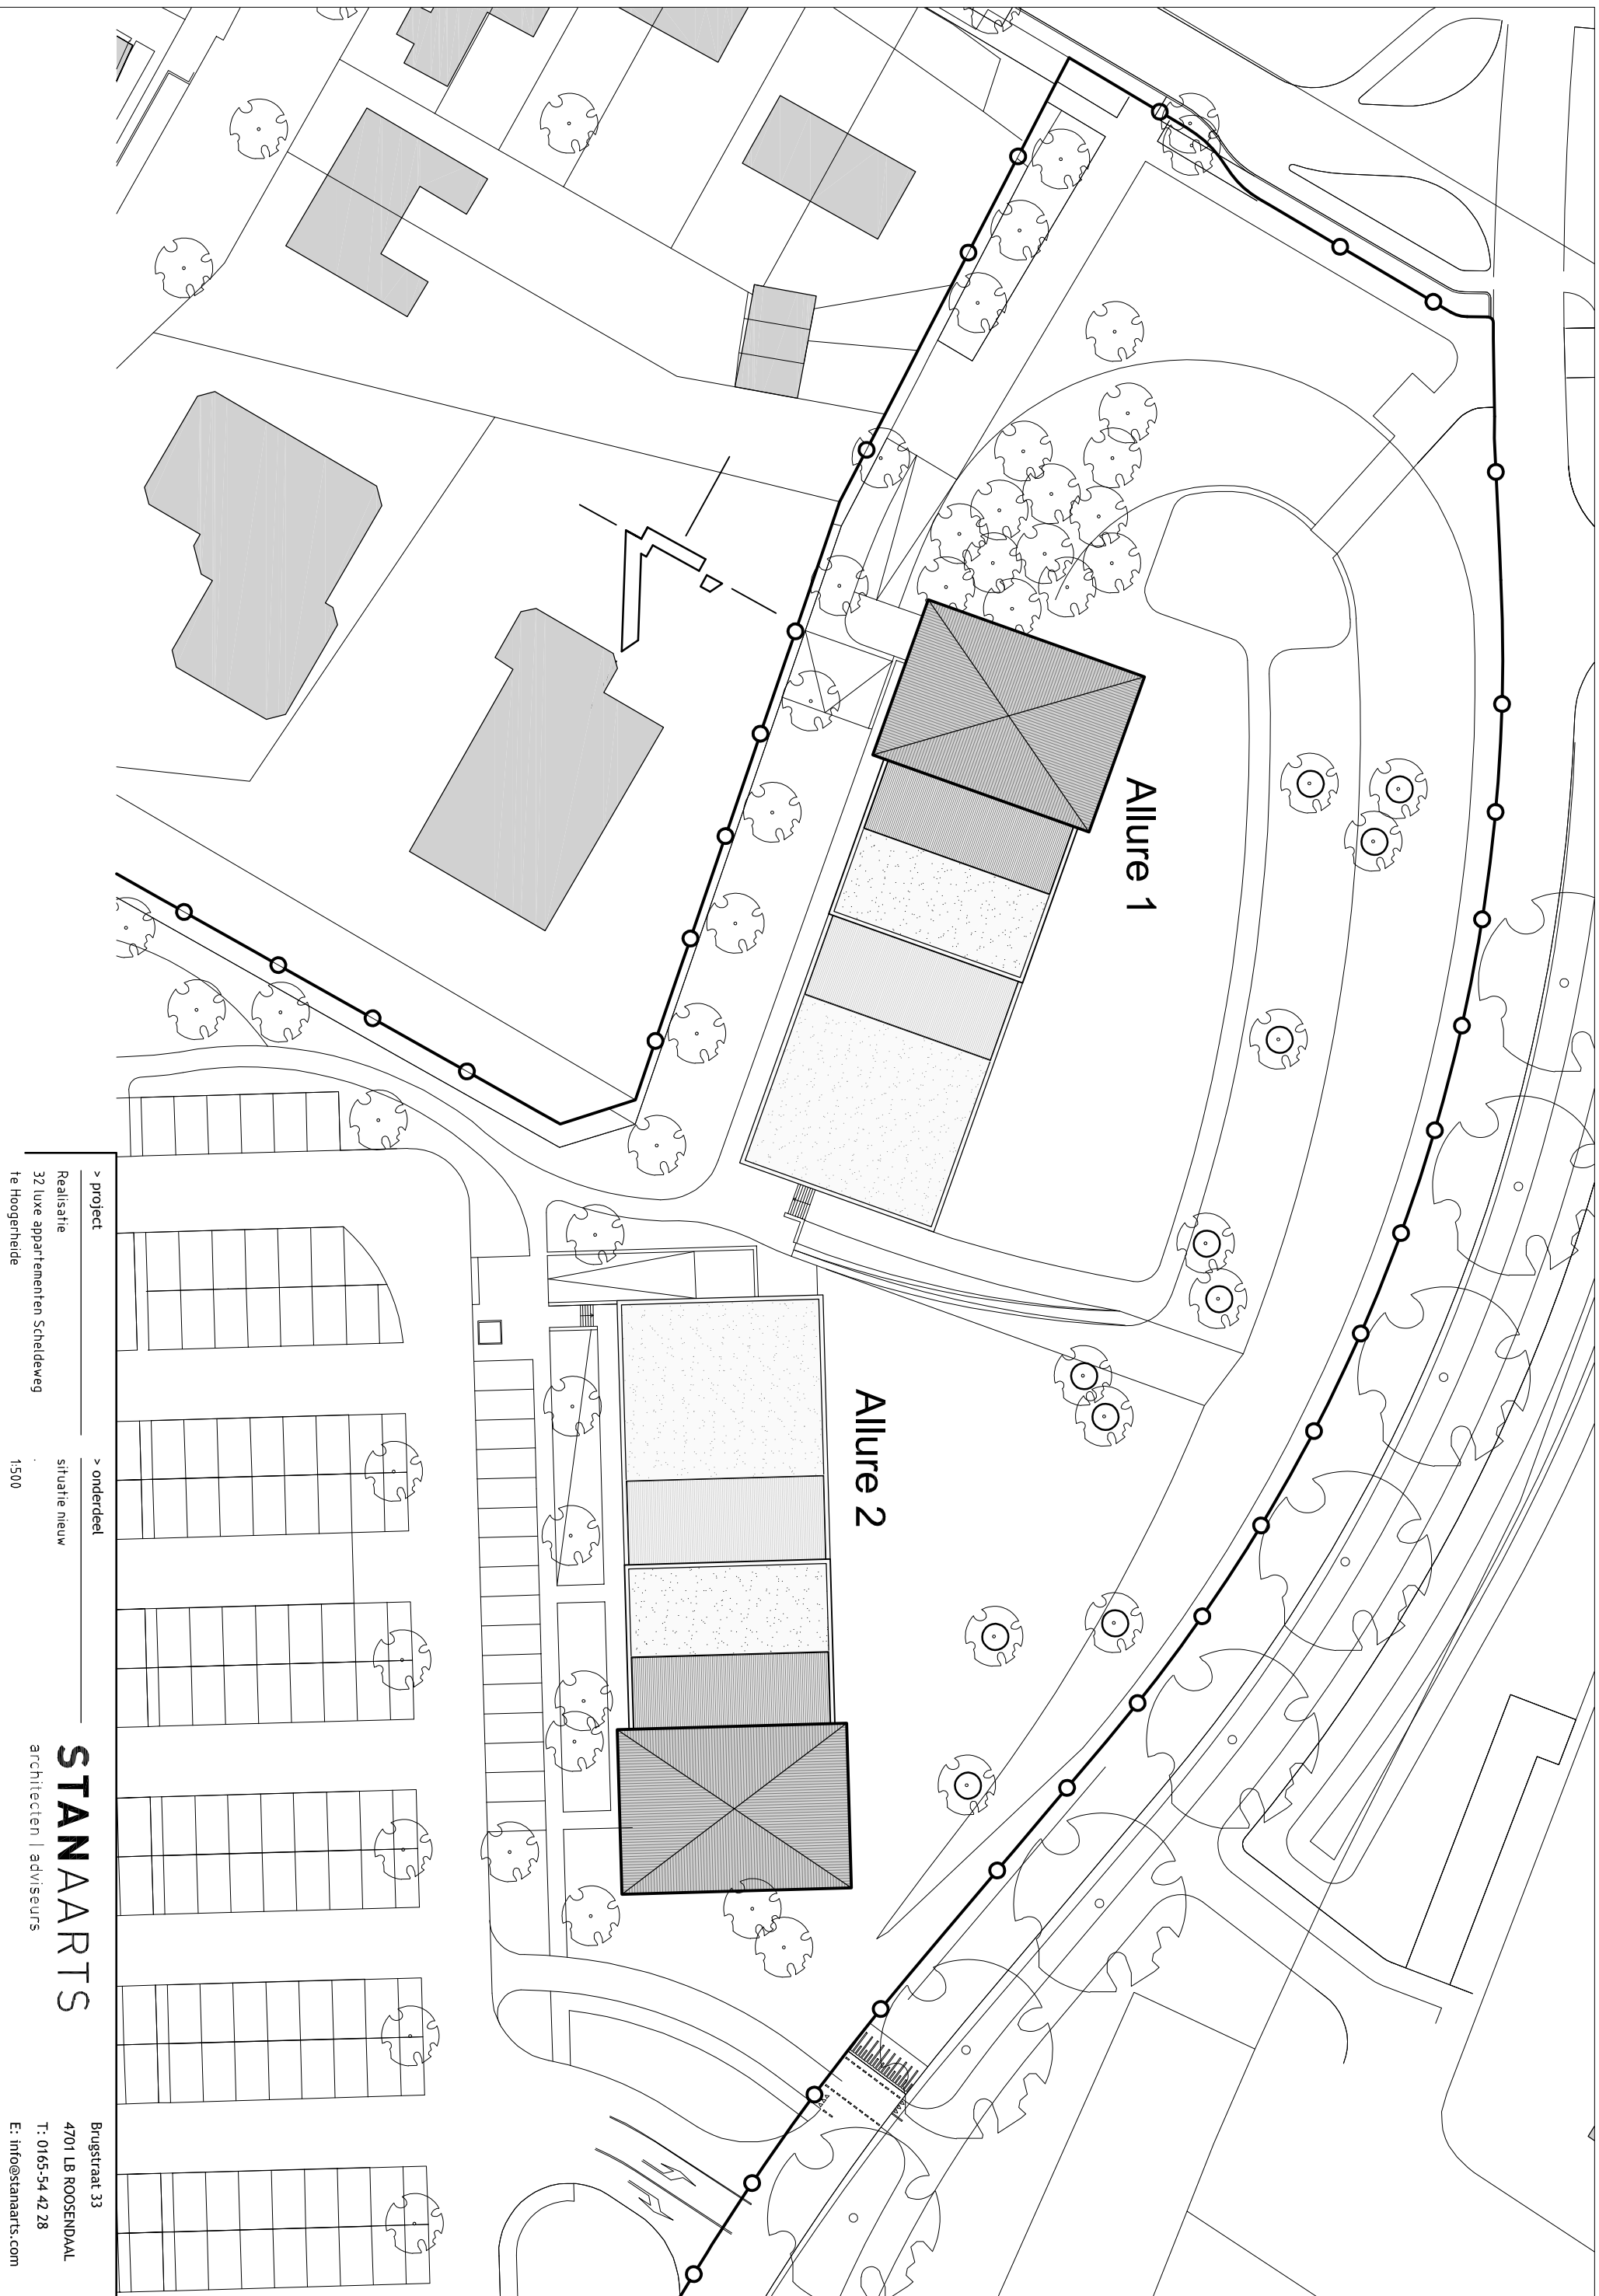 Allure 1
Allure 2
> project
Realisatie
32 luxe appartementen Scheldeweg
te Hoogerheide
> onderdeel
situatie nieuw
.
1:500
STANAARTS
architecten | adviseurs
Brugstraat 33
4701 LB ROOSENDAAL
T: 0165-54 42 28
E: info@stanaarts.com